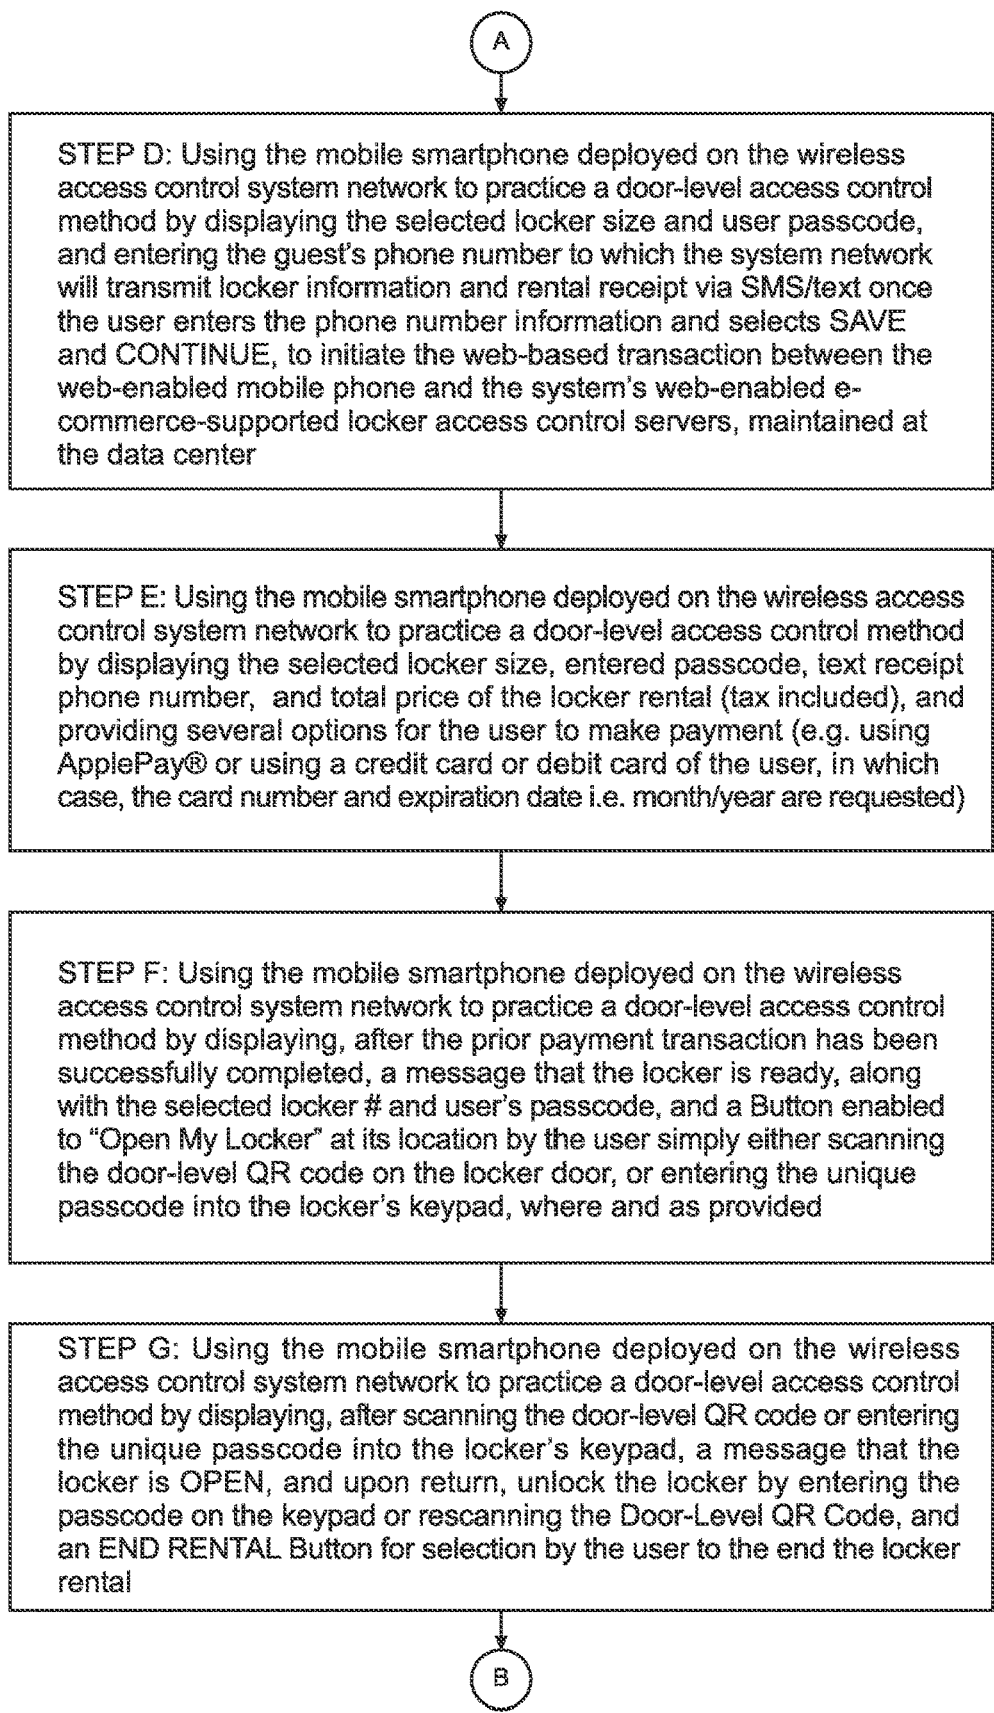 A
STEP D: Using the mobile smartphone deployed on the wireless
access control system network to practice a door-level access control
method by displaying the selected locker size and user passcode,
and entering the guest's phone number to which the system network
will transmit locker information and rental receipt via SMS/text once
the user enters the phone number information and selects SAVE
and CONTINUE, to initiate the web-based transaction between the
web-enabled mobile phone and the system's web-enabled e-
commerce-supported locker access control servers, maintained at
the data center
STEP E: Using the mobile smartphone deployed on the wireless access
control system network to practice a door-level access control method
by displaying the selected locker size, entered passcode, text receipt
phone number, and total price of the locker rental (tax included), and
providing several options for the user to make payment (e.g. using
ApplePay® or using a credit card or debit card of the user, in which
case, the card number and expiration date i.e. month/year are requested)
STEP F: Using the mobile smartphone deployed on the wireless
access control system network to practice a door-level access control
method by displaying, after the prior payment transaction has been
successfully completed, a message that the locker is ready, along
with the selected locker # and user's passcode, and a Button enabled
to “Open My Locker” at its location by the user simply either scanning
the door-level QR code on the locker door, or entering the unique
passcode into the locker's keypad, where and as provided
STEP G: Using the mobile smartphone deployed on the wireless
access control system network to practice a door-level access control
method by displaying, after scanning the door-level QR code or entering
the unique passcode into the locker's keypad, a message that the
locker is OPEN, and upon return, unlock the locker by entering the
passcode on the keypad or rescanning the Door-Level QR Code, and
an END RENTAL Button for selection by the user to the end the locker
rental
B